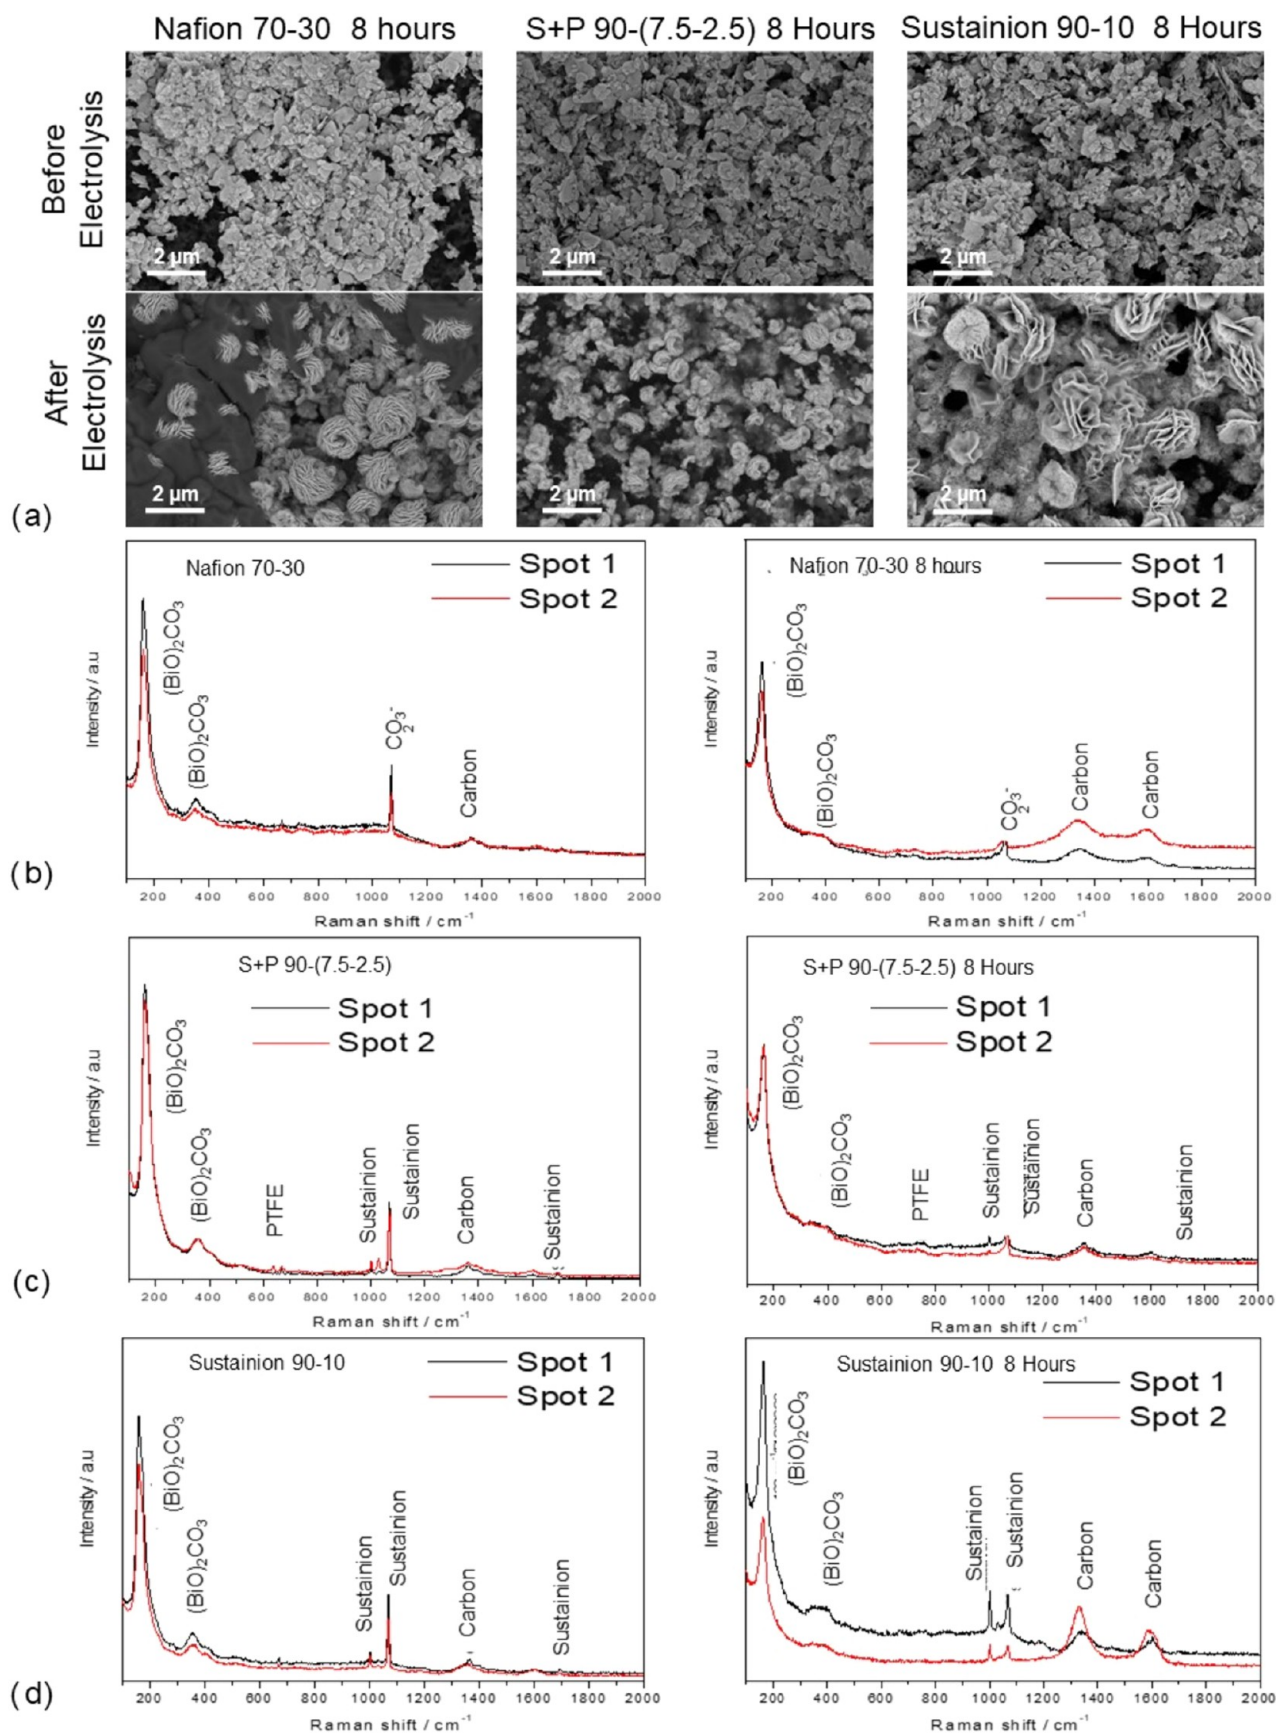 Nafion 70-30 8 hours
S+P 90-(7.5-2.5) 8 Hours
Sustainion 90-10 8 Hours
Before
Electrolysis
2 µm
2 µm
2 µm
After
Electrolysis
2 µm
2 µm
2 µm
(a)
Nafion 70-30
Spot 1
Spot 2
(BiO)2CO3
(BiO)2CO3
CO3-2
Carbon
Intensity / a.u
200 400 600 800 1000 1200 1400 1600 1800 2000
Raman shift / cm-1
Nafion 70-30 8 hours
Spot 1
Spot 2
(BiO)2CO3
(BiO)2CO3
CO3-2
Carbon
Carbon
Intensity / a.u
200 400 600 800 1000 1200 1400 1600 1800 2000
Raman shift / cm-1
(b)
S+P 90-(7.5-2.5)
Spot 1
Spot 2
(BiO)2CO3
(BiO)2CO3
PTFE
Sustainion
Sustainion
Carbon
Sustainion
Intensity / a.u
200 400 600 800 1000 1200 1400 1600 1800 2000
Raman shift / cm-1
S+P 90-(7.5-2.5) 8 Hours
Spot 1
Spot 2
(BiO)2CO3
(BiO)2CO3
PTFE
Sustainion
Sustainion
Carbon
Sustainion
Intensity / a.u
200 400 600 800 1000 1200 1400 1600 1800 2000
Raman shift / cm-1
(c)
Sustainion 90-10
Spot 1
Spot 2
(BiO)2CO3
(BiO)2CO3
Sustainion
Sustainion
Carbon
Sustainion
Intensity / a.u
200 400 600 800 1000 1200 1400 1600 1800 2000
Raman shift / cm-1
Sustainion 90-10 8 Hours
Spot 1
Spot 2
(BiO)2CO3
(BiO)2CO3
Sustainion
Sustainion
Carbon
Carbon
Intensity / a.u
200 400 600 800 1000 1200 1400 1600 1800 2000
Raman shift / cm-1
(d)